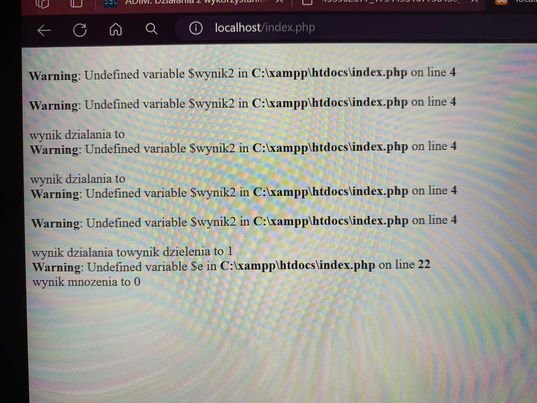 ADIM: Działania z wykorzystanie
localhost/index.php
Warning: Undefined variable $wynik2 in C:\xampp\htdocs\index.php on line 4
Warning: Undefined variable $wynik2 in C:\xampp\htdocs\index.php on line 4
wynik dzialania to
Warning: Undefined variable $wynik2 in C:\xampp\htdocs\index.php on line 4
wynik dzialania to
Warning: Undefined variable $wynik2 in C:\xampp\htdocs\index.php on line 4
Warning: Undefined variable $wynik2 in C:\xampp\htdocs\index.php on line 4
wynik dzialania towynik dzielenia to 1
Warning: Undefined variable $e in C:\xampp\htdocs\index.php on line 22
wynik mnozenia to 0